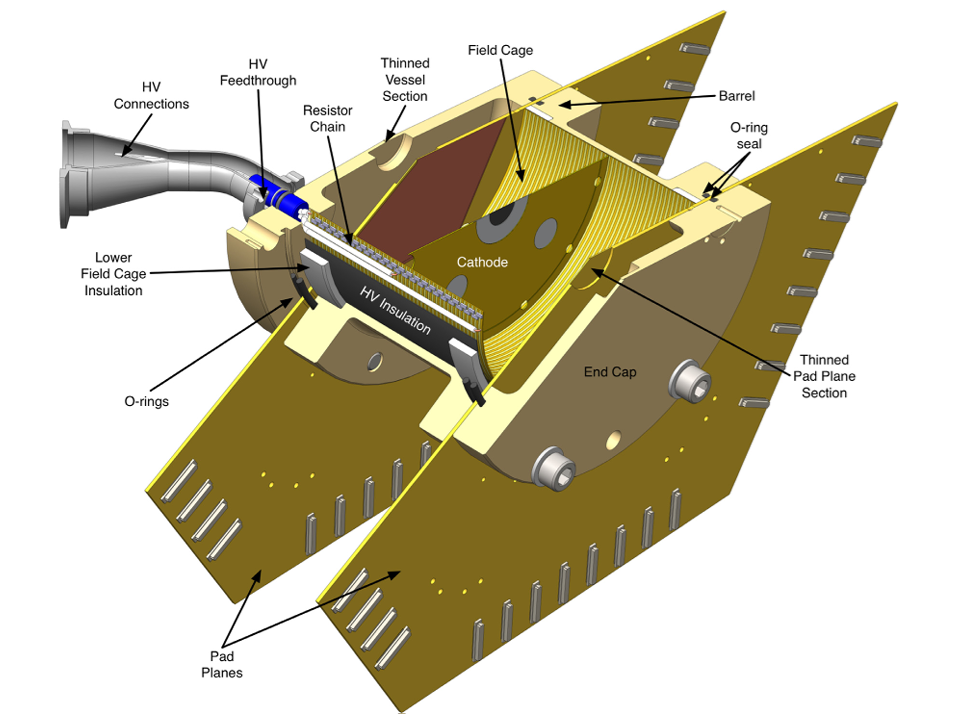 Field Cage
Thinned
Vessel
Section
HV
Feedthrough
HV
Connections
Resistor
Chain
Barrel
O-ring
seal
Lower
Field Cage
Insulation
Cathode
HV Insulation
Thinned
Pad Plane
Section
End Cap
O-rings
Pad
Planes